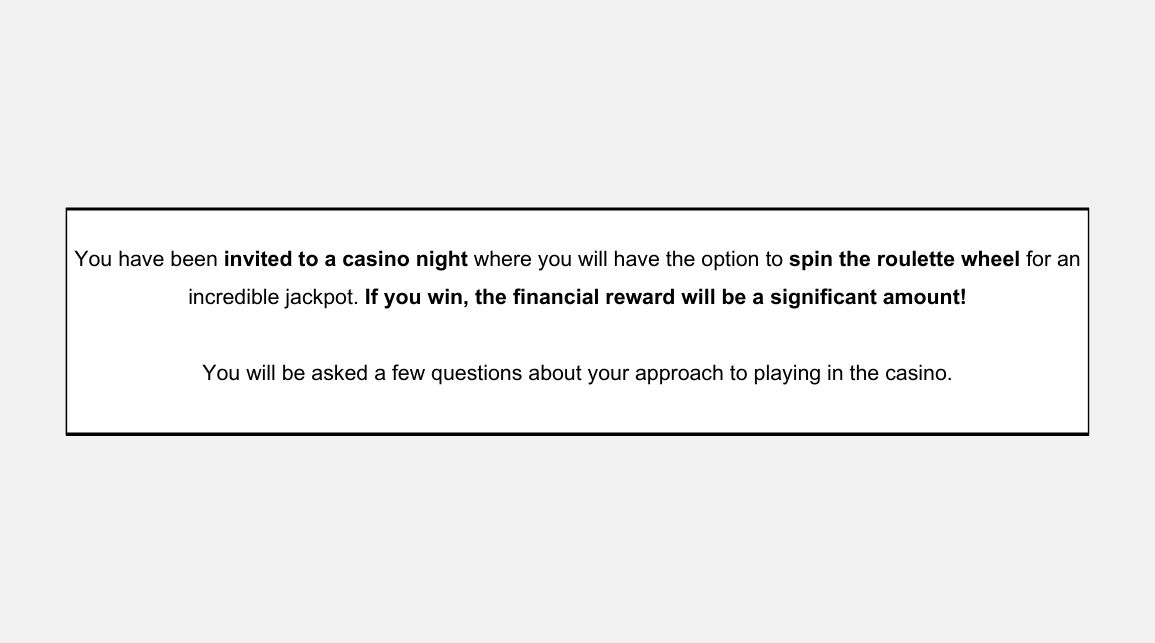 You have been invited to a casino night where you will have the option to spin the roulette wheel for an
incredible jackpot. If you win, the financial reward will be a significant amount!
You will be asked a few questions about your approach to playing in the casino.